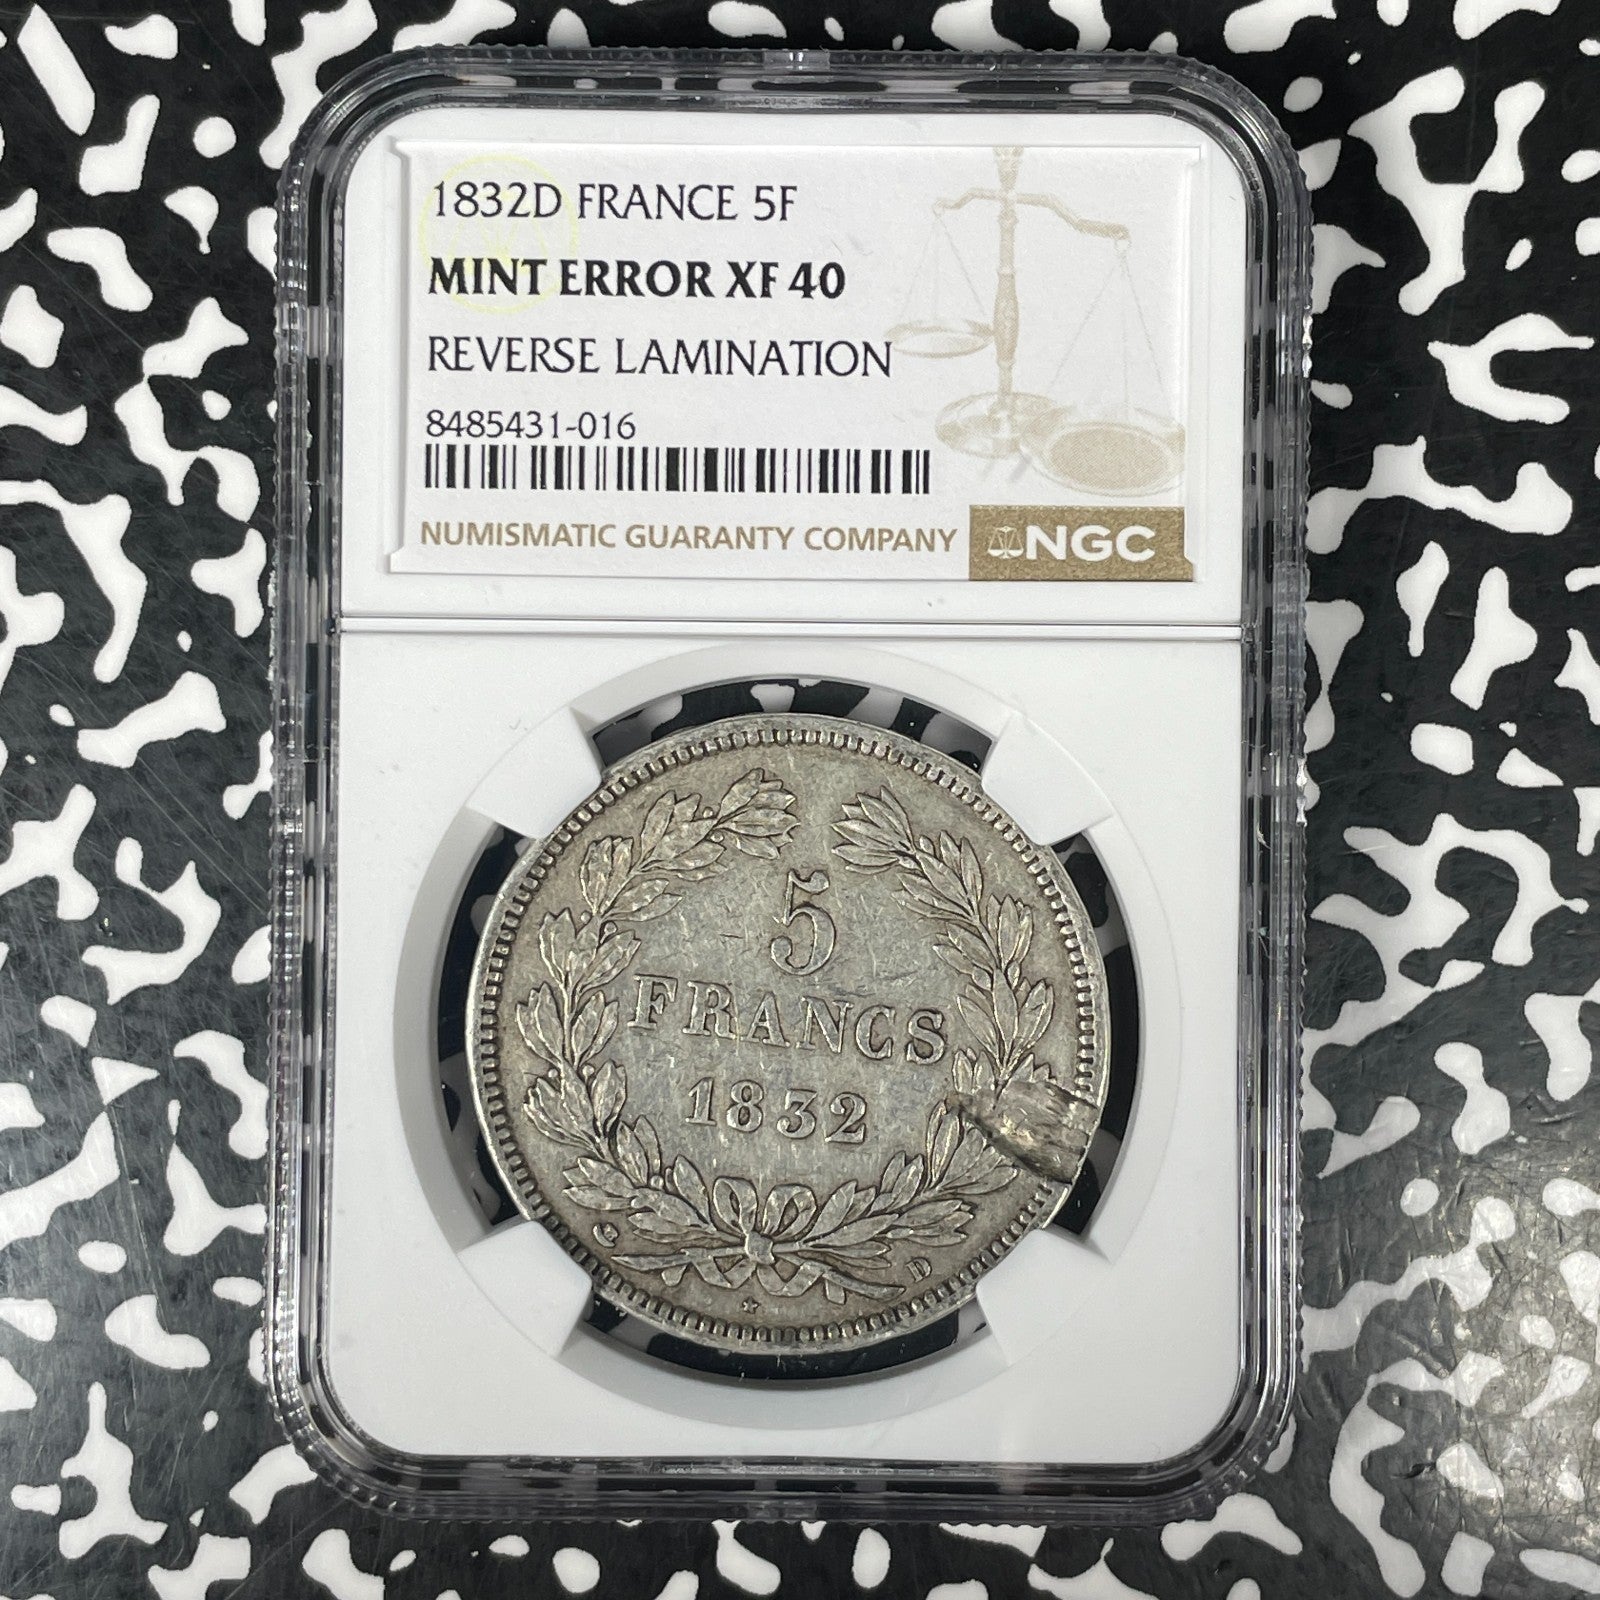 1832D FRANCE 5F
MINT ERROR XF 40
REVERSE LAMINATION
8485431-016
NUMISMATIC GUARANTY COMPANY NGC
5
FRANCS
1832
D